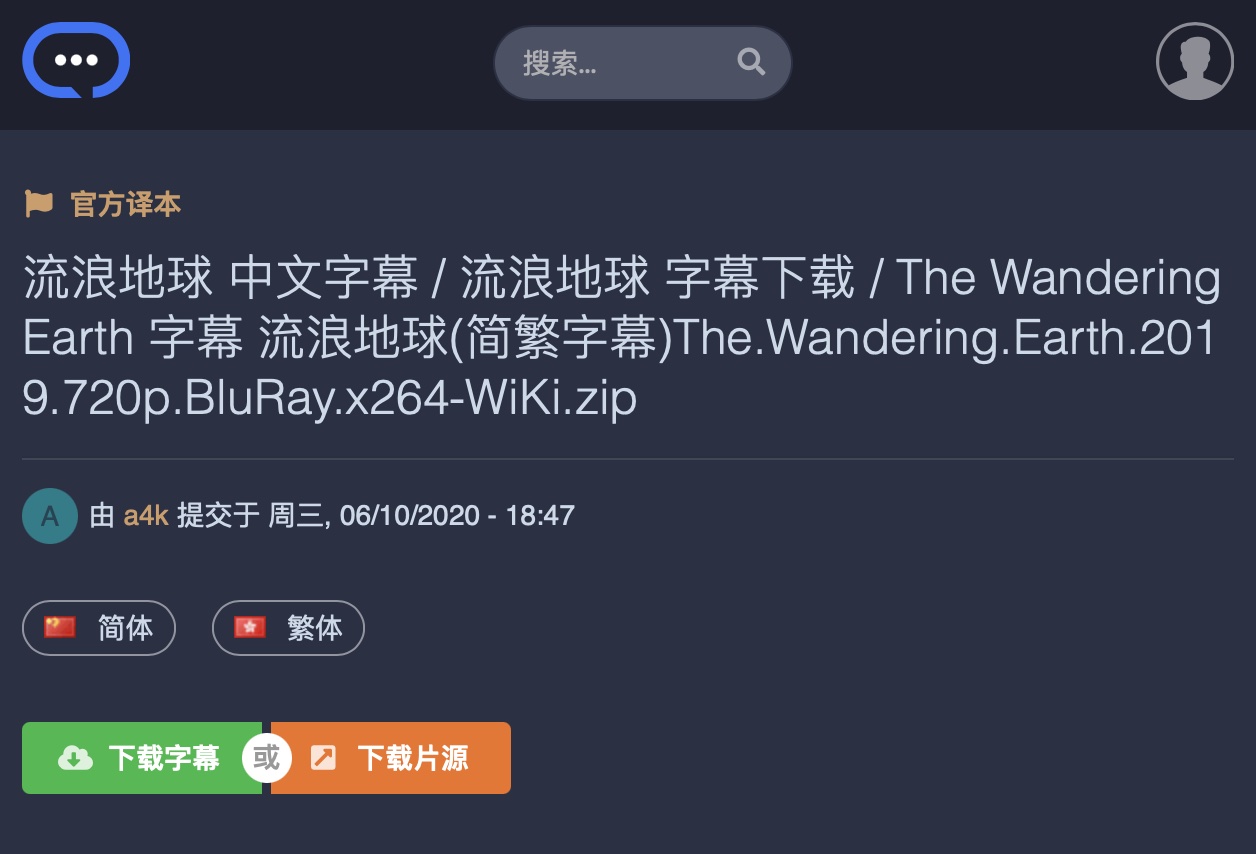 搜索...
官方译本
流浪地球 中文字幕 / 流浪地球 字幕下载 / The Wandering
Earth 字幕 流浪地球(简繁字幕)The.Wandering.Earth.201
9.720p.BluRay.x264-WiKi.zip
A 由 a4k 提交于 周三, 06/10/2020 - 18:47
简体 繁体
下载字幕 或 下载片源